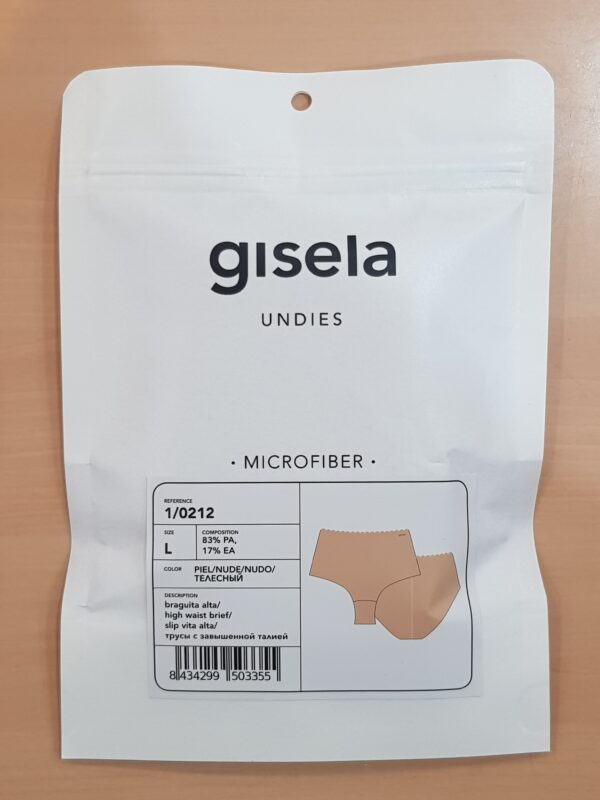 gisela
UNDIES
· MICROFIBER ·
REFERENCE
1/0212
SIZE
L
COMPOSITION
83% PA,
17% EA
COLOR
PIEL/NUDE/NUDO/
ТЕЛЕСНЫЙ
DESCRIPTION
braguita alta/
high waist brief/
slip vita alta/
трусы с завышенной талией
8 434299 503355